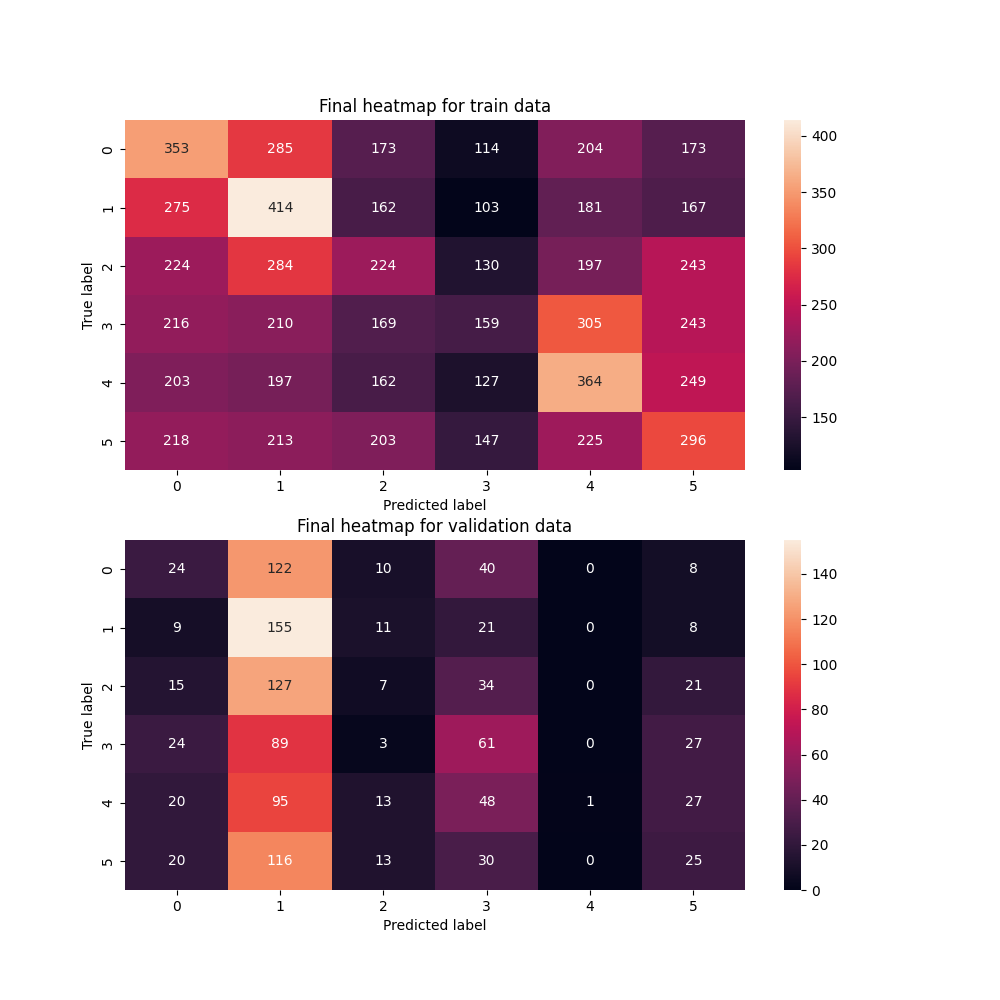 Final heatmap for train data
0 353 285 173 114 204 173
1 275 414 162 103 181 167
2 224 284 224 130 197 243
3 216 210 169 159 305 243
4 203 197 162 127 364 249
5 218 213 203 147 225 296
True label
0 1 2 3 4 5
Predicted label
400
350
300
250
200
150
Final heatmap for validation data
0 24 122 10 40 0 8
1 9 155 11 21 0 8
2 15 127 7 34 0 21
3 24 89 3 61 0 27
4 20 95 13 48 1 27
5 20 116 13 30 0 25
True label
0 1 2 3 4 5
Predicted label
140
120
100
80
60
40
20
0